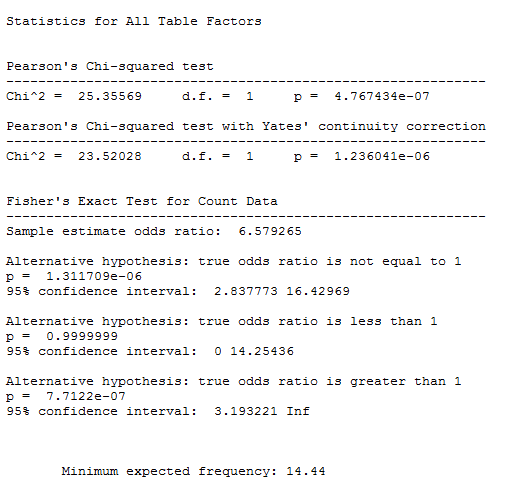 Statistics for All Table Factors
Pearson's Chi-squared test
------------------------------------------------------------
Chi^2 =  25.35569     d.f. =  1     p =  4.767434e-07
Pearson's Chi-squared test with Yates' continuity correction
------------------------------------------------------------
Chi^2 =  23.52028     d.f. =  1     p =  1.236041e-06
Fisher's Exact Test for Count Data
------------------------------------------------------------
Sample estimate odds ratio:  6.579265
Alternative hypothesis: true odds ratio is not equal to 1
p =  1.311709e-06
95% confidence interval:  2.837773 16.42969
Alternative hypothesis: true odds ratio is less than 1
p =  0.9999999
95% confidence interval:  0 14.25436
Alternative hypothesis: true odds ratio is greater than 1
p =  7.7122e-07
95% confidence interval:  3.193221 Inf
Minimum expected frequency: 14.44